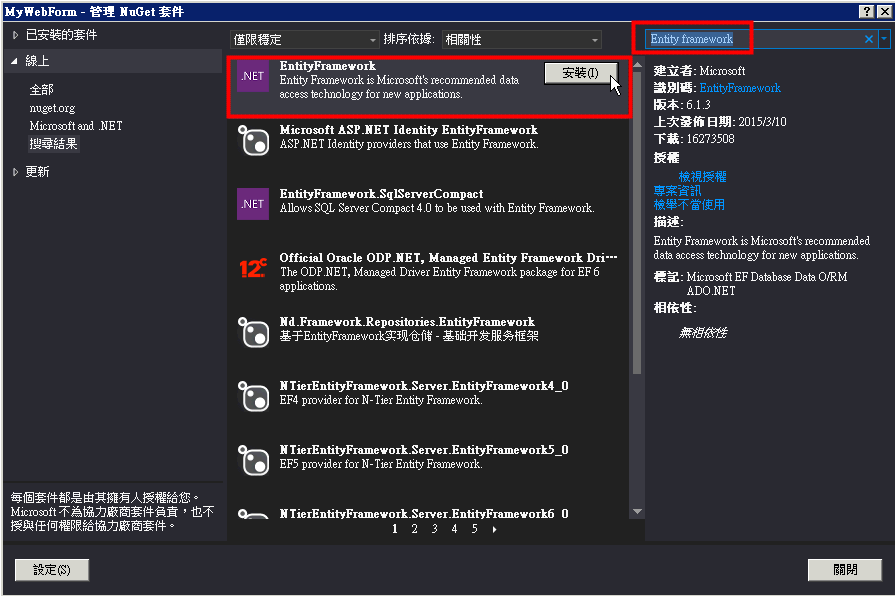 MyWebForm - 管理 NuGet 套件
已安裝的套件
線上
全部
nuget.org
Microsoft and .NET
搜尋結果
更新
每個套件都是由其擁有人授權給您。
Microsoft 不為協力廠商套件負責，也不
授與任何權限給協力廠商套件。
僅限穩定
排序依據:
相關性
.NET
EntityFramework
Entity Framework is Microsoft's recommended data
access technology for new applications.
安裝(I)
Microsoft ASP.NET Identity EntityFramework
ASP.NET Identity providers that use Entity Framework.
.NET
EntityFramework.SqlServerCompact
Allows SQL Server Compact 4.0 to be used with Entity Framework.
12c
Official Oracle ODP.NET, Managed Entity Framework Dri⋯
The ODP.NET, Managed Driver Entity Framework package for EF 6
applications.
Nd.Framework.Repositories.EntityFramework
基于EntityFramework实现仓储 - 基础开发服务框架
NTierEntityFramework.Server.EntityFramework4_0
EF4 provider for N-Tier Entity Framework.
NTierEntityFramework.Server.EntityFramework5_0
EF5 provider for N-Tier Entity Framework.
NTierEntityFramework.Server.EntityFramework6_0
1 2 3 4 5
Entity framework
建立者: Microsoft
識別碼: EntityFramework
版本: 6.1.3
上次發佈日期: 2015/3/10
下載: 16273508
授權
檢視授權
專案資訊
檢舉不當使用
描述:
Entity Framework is Microsoft's recommended
data access technology for new applications.
標記: Microsoft EF Database Data O/RM
ADO.NET
相依性:
無相依性
設定(S)
關閉